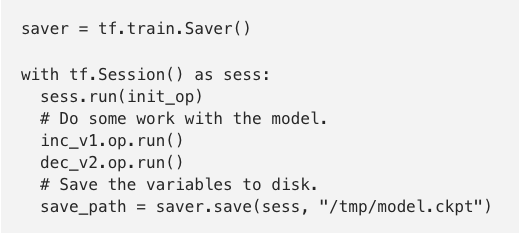 saver = tf.train.Saver()

with tf.Session() as sess:
  sess.run(init_op)
  # Do some work with the model.
  inc_v1.op.run()
  dec_v2.op.run()
  # Save the variables to disk.
  save_path = saver.save(sess, "/tmp/model.ckpt")